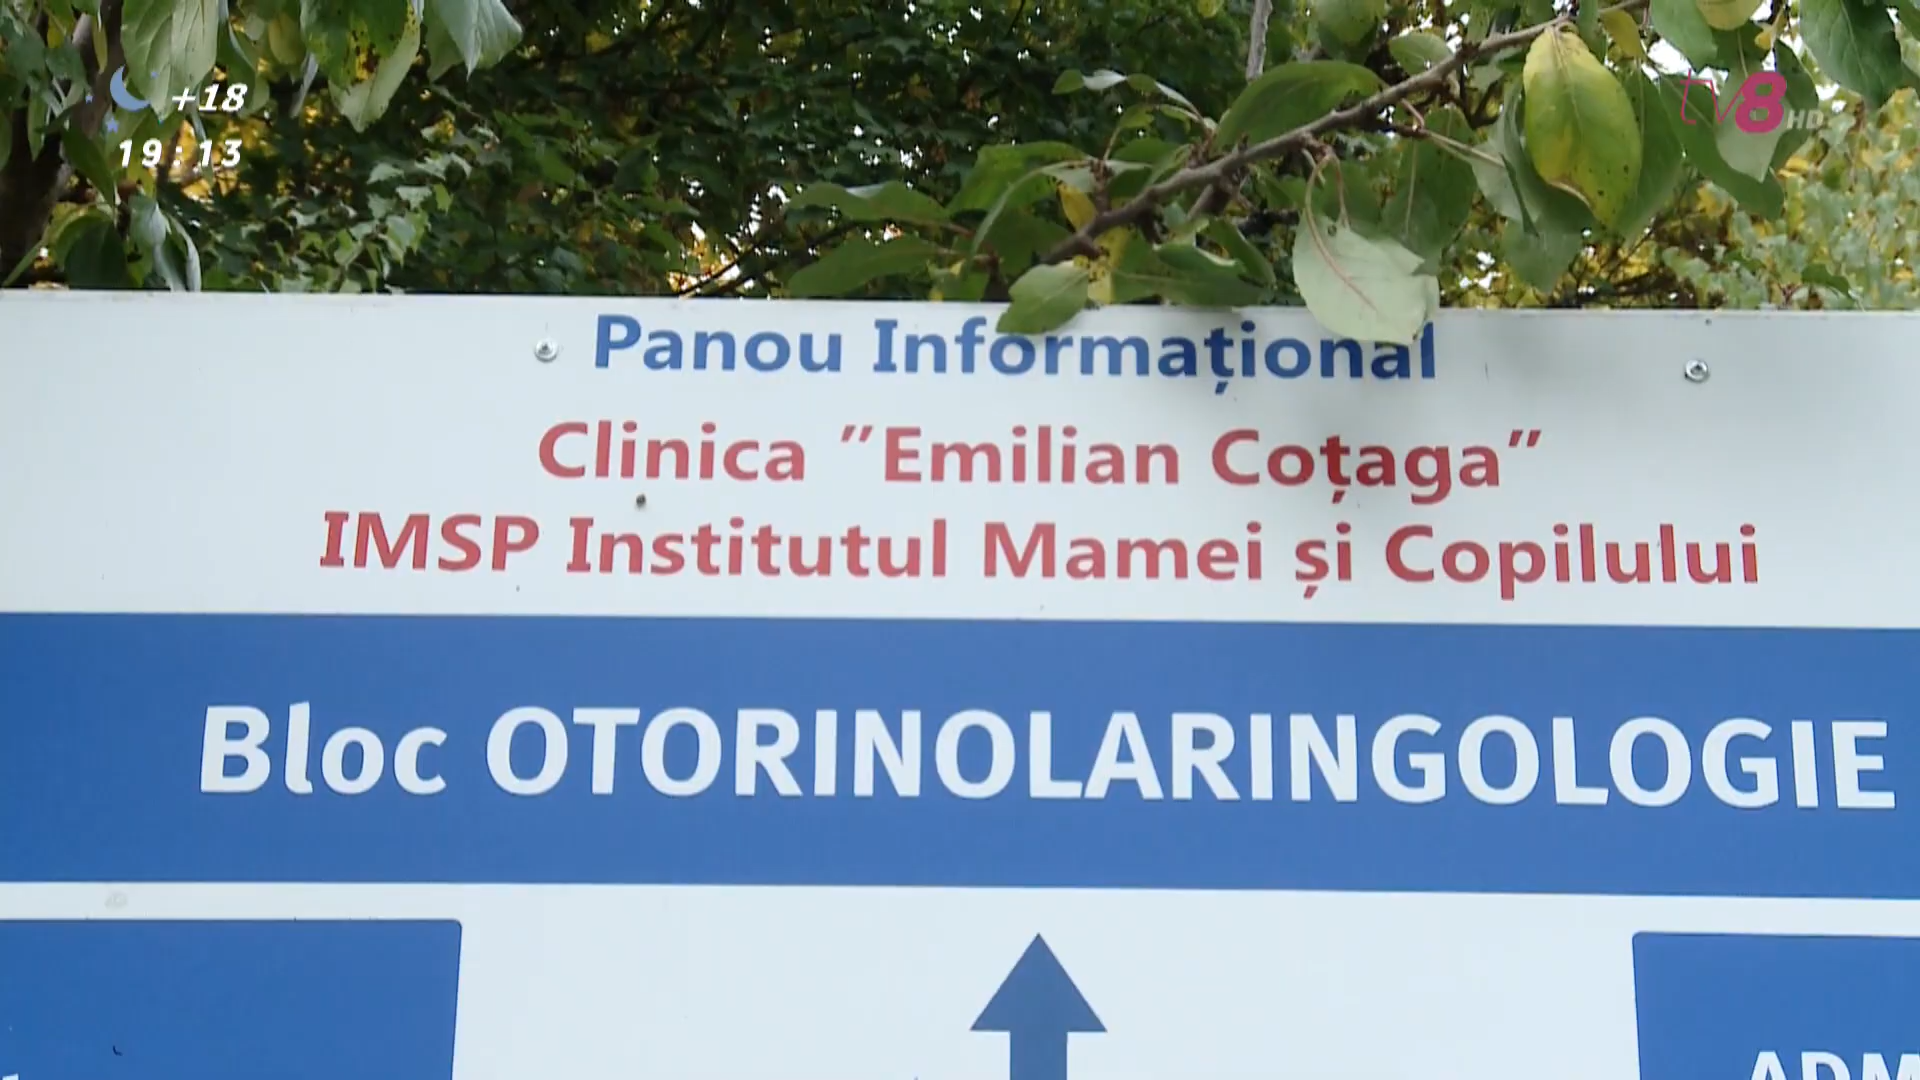 +18
19:13
tv8 HD
Panou Informațional
Clinica ”Emilian Coțaga”
IMSP Institutul Mamei și Copilului
Bloc OTORINOLARINGOLOGIE